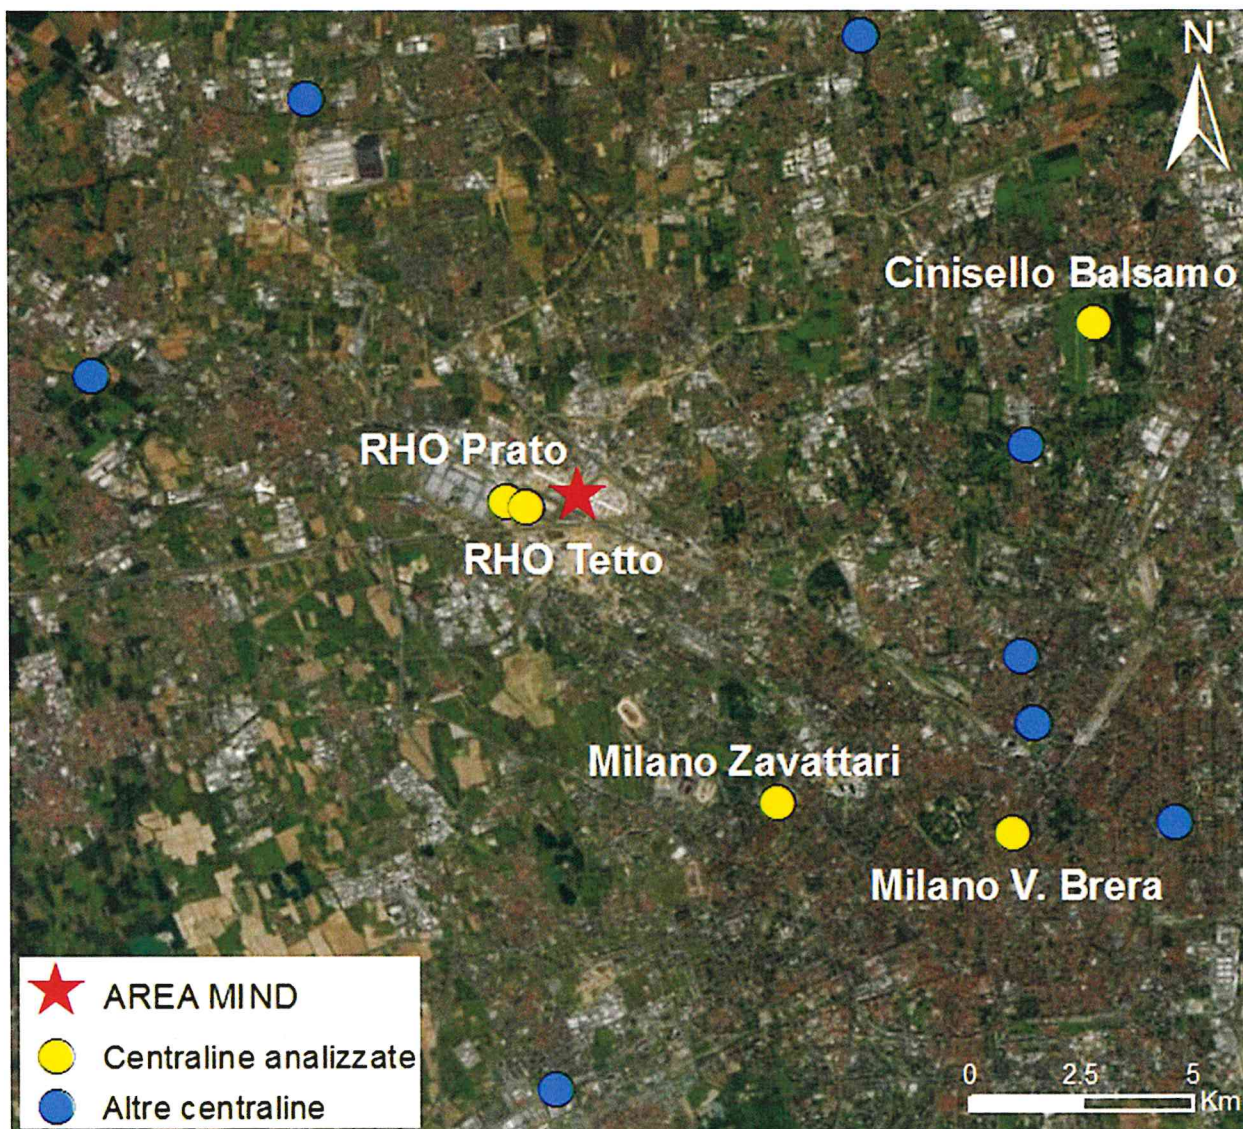 N
Cinisello Balsamo
RHO Prato
RHO Tetto
Milano Zavattari
Milano V. Brera
AREA MIND
Centraline analizzate
Altre centraline
0 2.5 5
Km